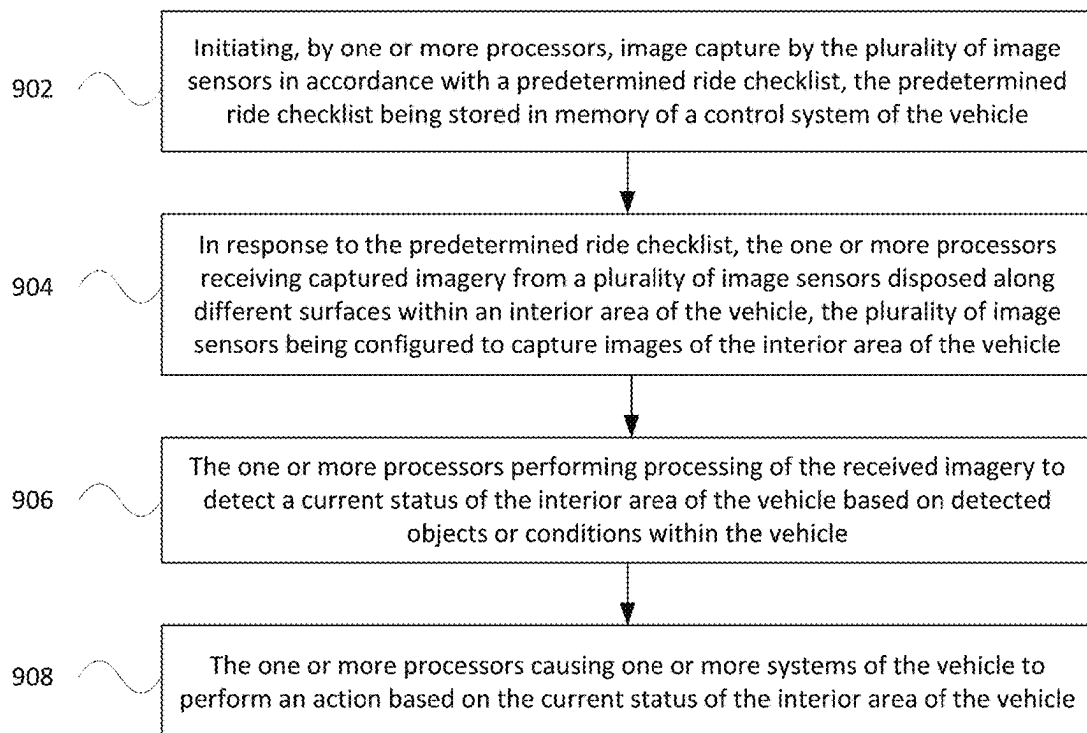 902
Initiating, by one or more processors, image capture by the plurality of image
sensors in accordance with a predetermined ride checklist, the predetermined
ride checklist being stored in memory of a control system of the vehicle
904
In response to the predetermined ride checklist, the one or more processors
receiving captured imagery from a plurality of image sensors disposed along
different surfaces within an interior area of the vehicle, the plurality of image
sensors being configured to capture images of the interior area of the vehicle
906
The one or more processors performing processing of the received imagery to
detect a current status of the interior area of the vehicle based on detected
objects or conditions within the vehicle
908
The one or more processors causing one or more systems of the vehicle to
perform an action based on the current status of the interior area of the vehicle